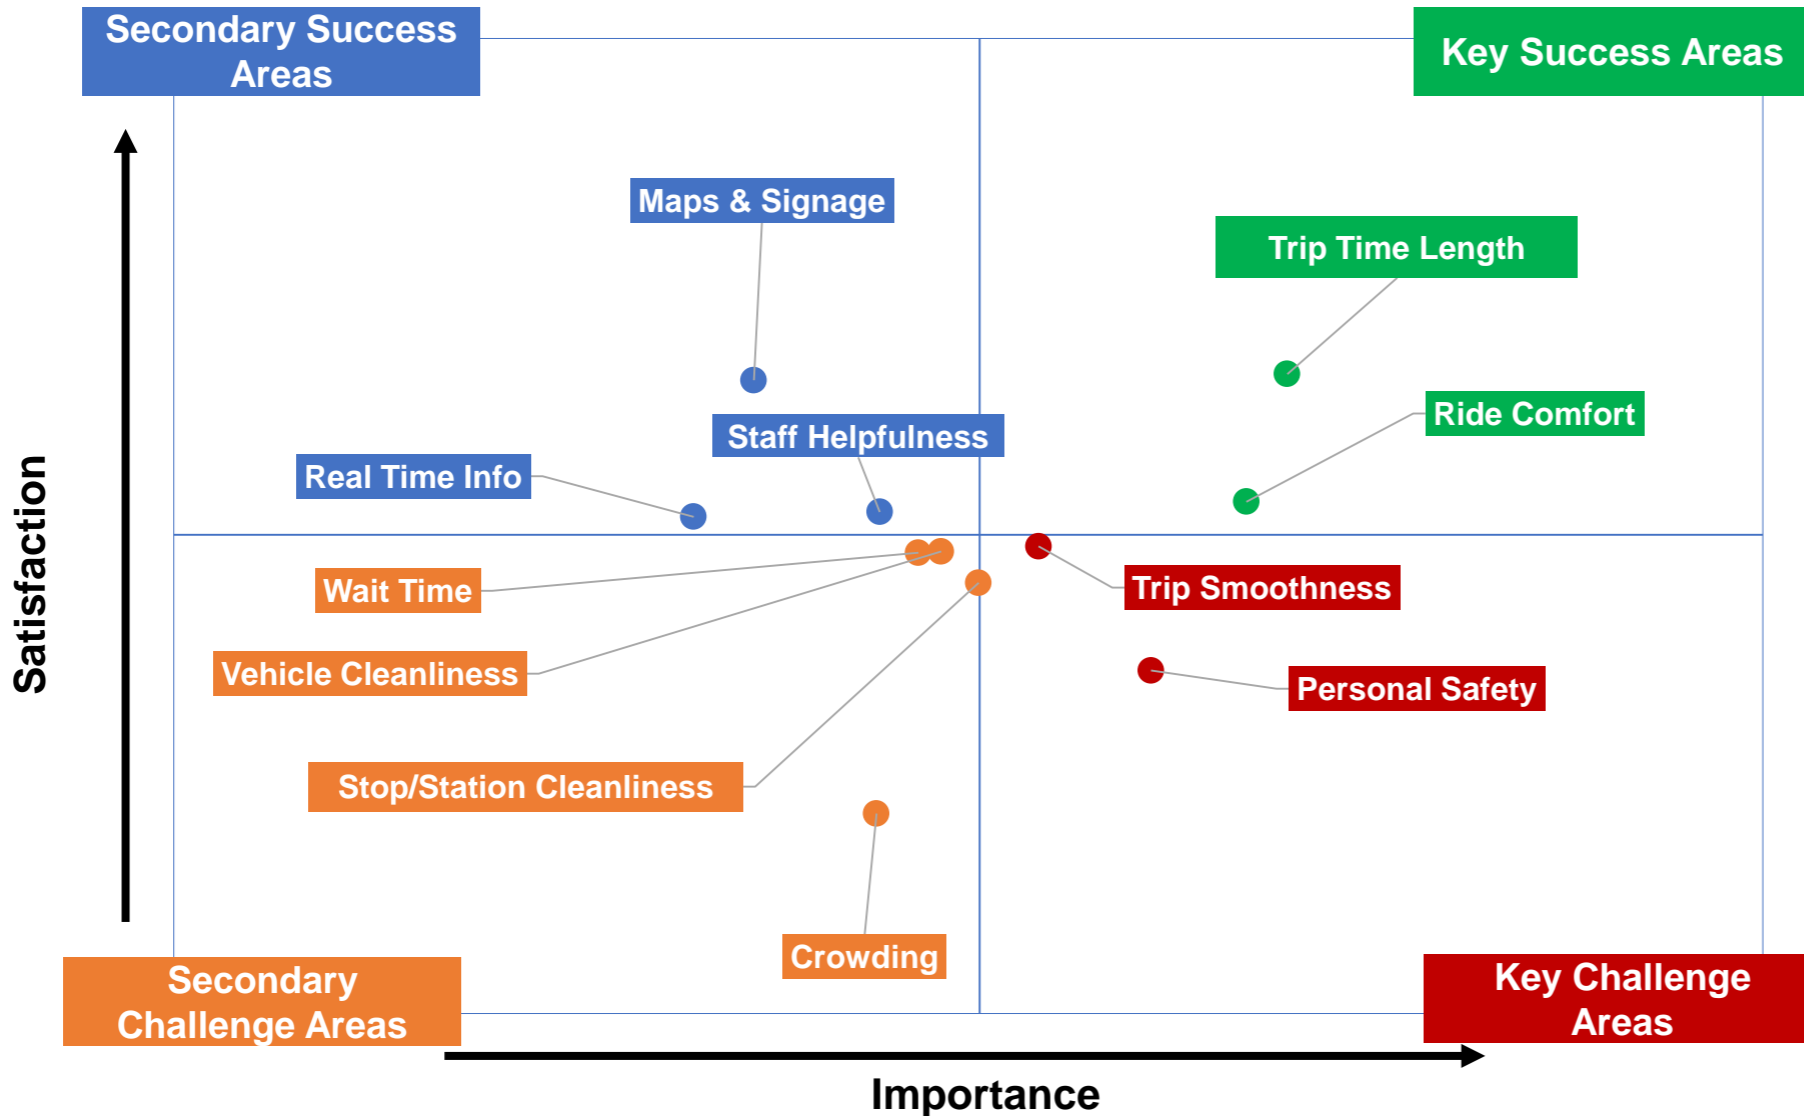 Secondary Success
Areas
Key Success Areas
Maps & Signage
Trip Time Length
Ride Comfort
Staff Helpfulness
Real Time Info
Satisfaction
Wait Time
Trip Smoothness
Vehicle Cleanliness
Personal Safety
Stop/Station Cleanliness
Crowding
Secondary
Challenge Areas
Key Challenge
Areas
Importance